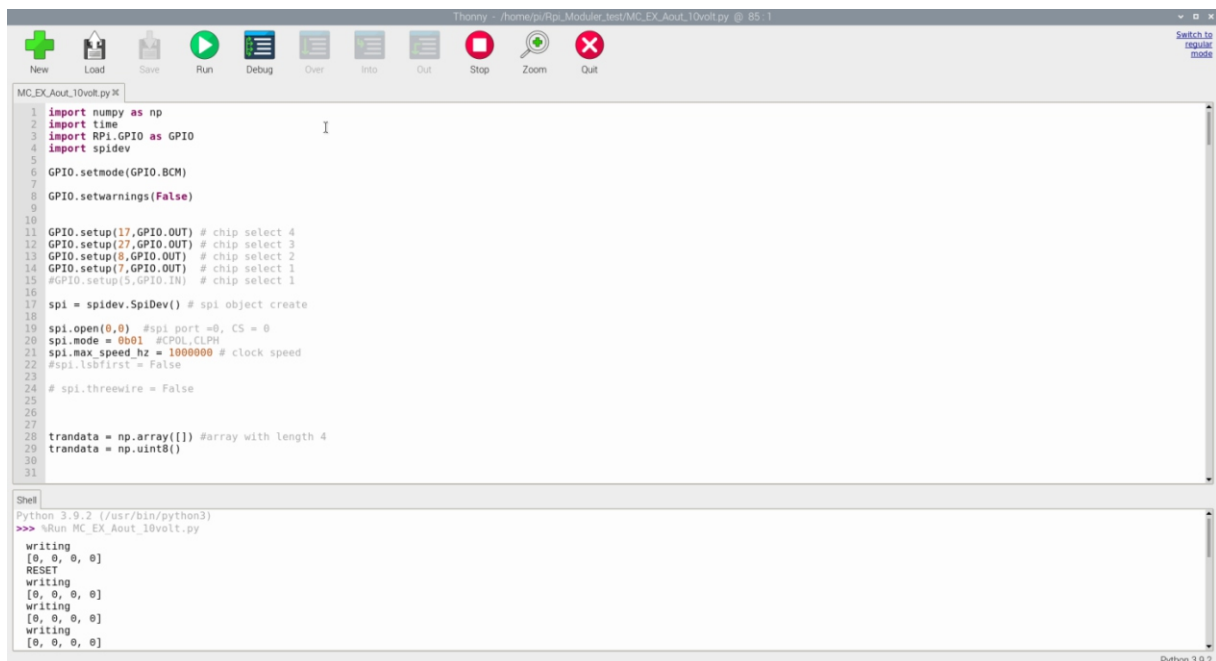 Thonny - /home/pi/Rpi_Moduler_test/MC_EX_Aout_10volt.py @ 85:1
New Load Save Run Debug Over Into Out Stop Zoom Quit
Switch to
regular
mode
MC_EX_Aout_10volt.py
1 import numpy as np
2 import time
3 import RPi.GPIO as GPIO
4 import spidev
5
6 GPIO.setmode(GPIO.BCM)
7
8 GPIO.setwarnings(False)
9
10
11 GPIO.setup(17,GPIO.OUT) # chip select 4
12 GPIO.setup(27,GPIO.OUT) # chip select 3
13 GPIO.setup(8,GPIO.OUT) # chip select 2
14 GPIO.setup(7,GPIO.OUT) # chip select 1
15 #GPIO.setup(5,GPIO.IN) # chip select 1
16
17 spi = spidev.SpiDev() # spi object create
18
19 spi.open(0,0) #spi port =0, CS = 0
20 spi.mode = 0b01 #CPOL,CLPH
21 spi.max_speed_hz = 1000000 # clock speed
22 #spi.lsbfirst = False
23
24 # spi.threewire = False
25
26
27
28 trandata = np.array([]) #array with length 4
29 trandata = np.uint8()
30
31
Shell
Python 3.9.2 (/usr/bin/python3)
>>> %Run MC_EX_Aout_10volt.py
writing
[0, 0, 0, 0]
RESET
writing
[0, 0, 0, 0]
writing
[0, 0, 0, 0]
writing
[0, 0, 0, 0]
Python 3.9.2